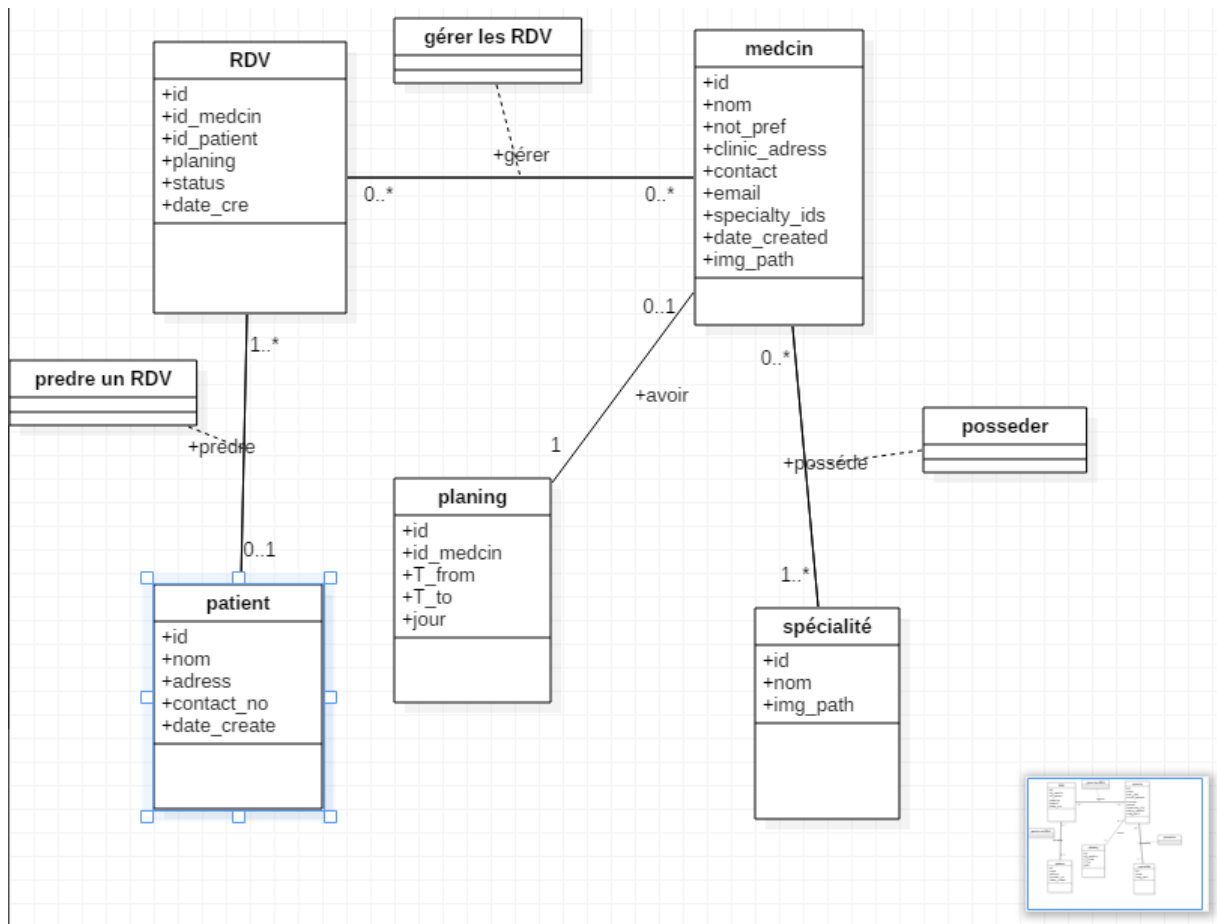 RDV
+id
+id_medcin
+id_patient
+planing
+status
+date_cre
gérer les RDV
+gérer
0..*
0..*
medcin
+id
+nom
+not_pref
+clinic_adress
+contact
+email
+specialty_ids
+date_created
+img_path
1..*
predre un RDV
+predre
0..1
0..1
+avoir
1
0..*
+posséde
posseder
1..*
planing
+id
+id_medcin
+T_from
+T_to
+jour
patient
+id
+nom
+adress
+contact_no
+date_create
spécialité
+id
+nom
+img_path